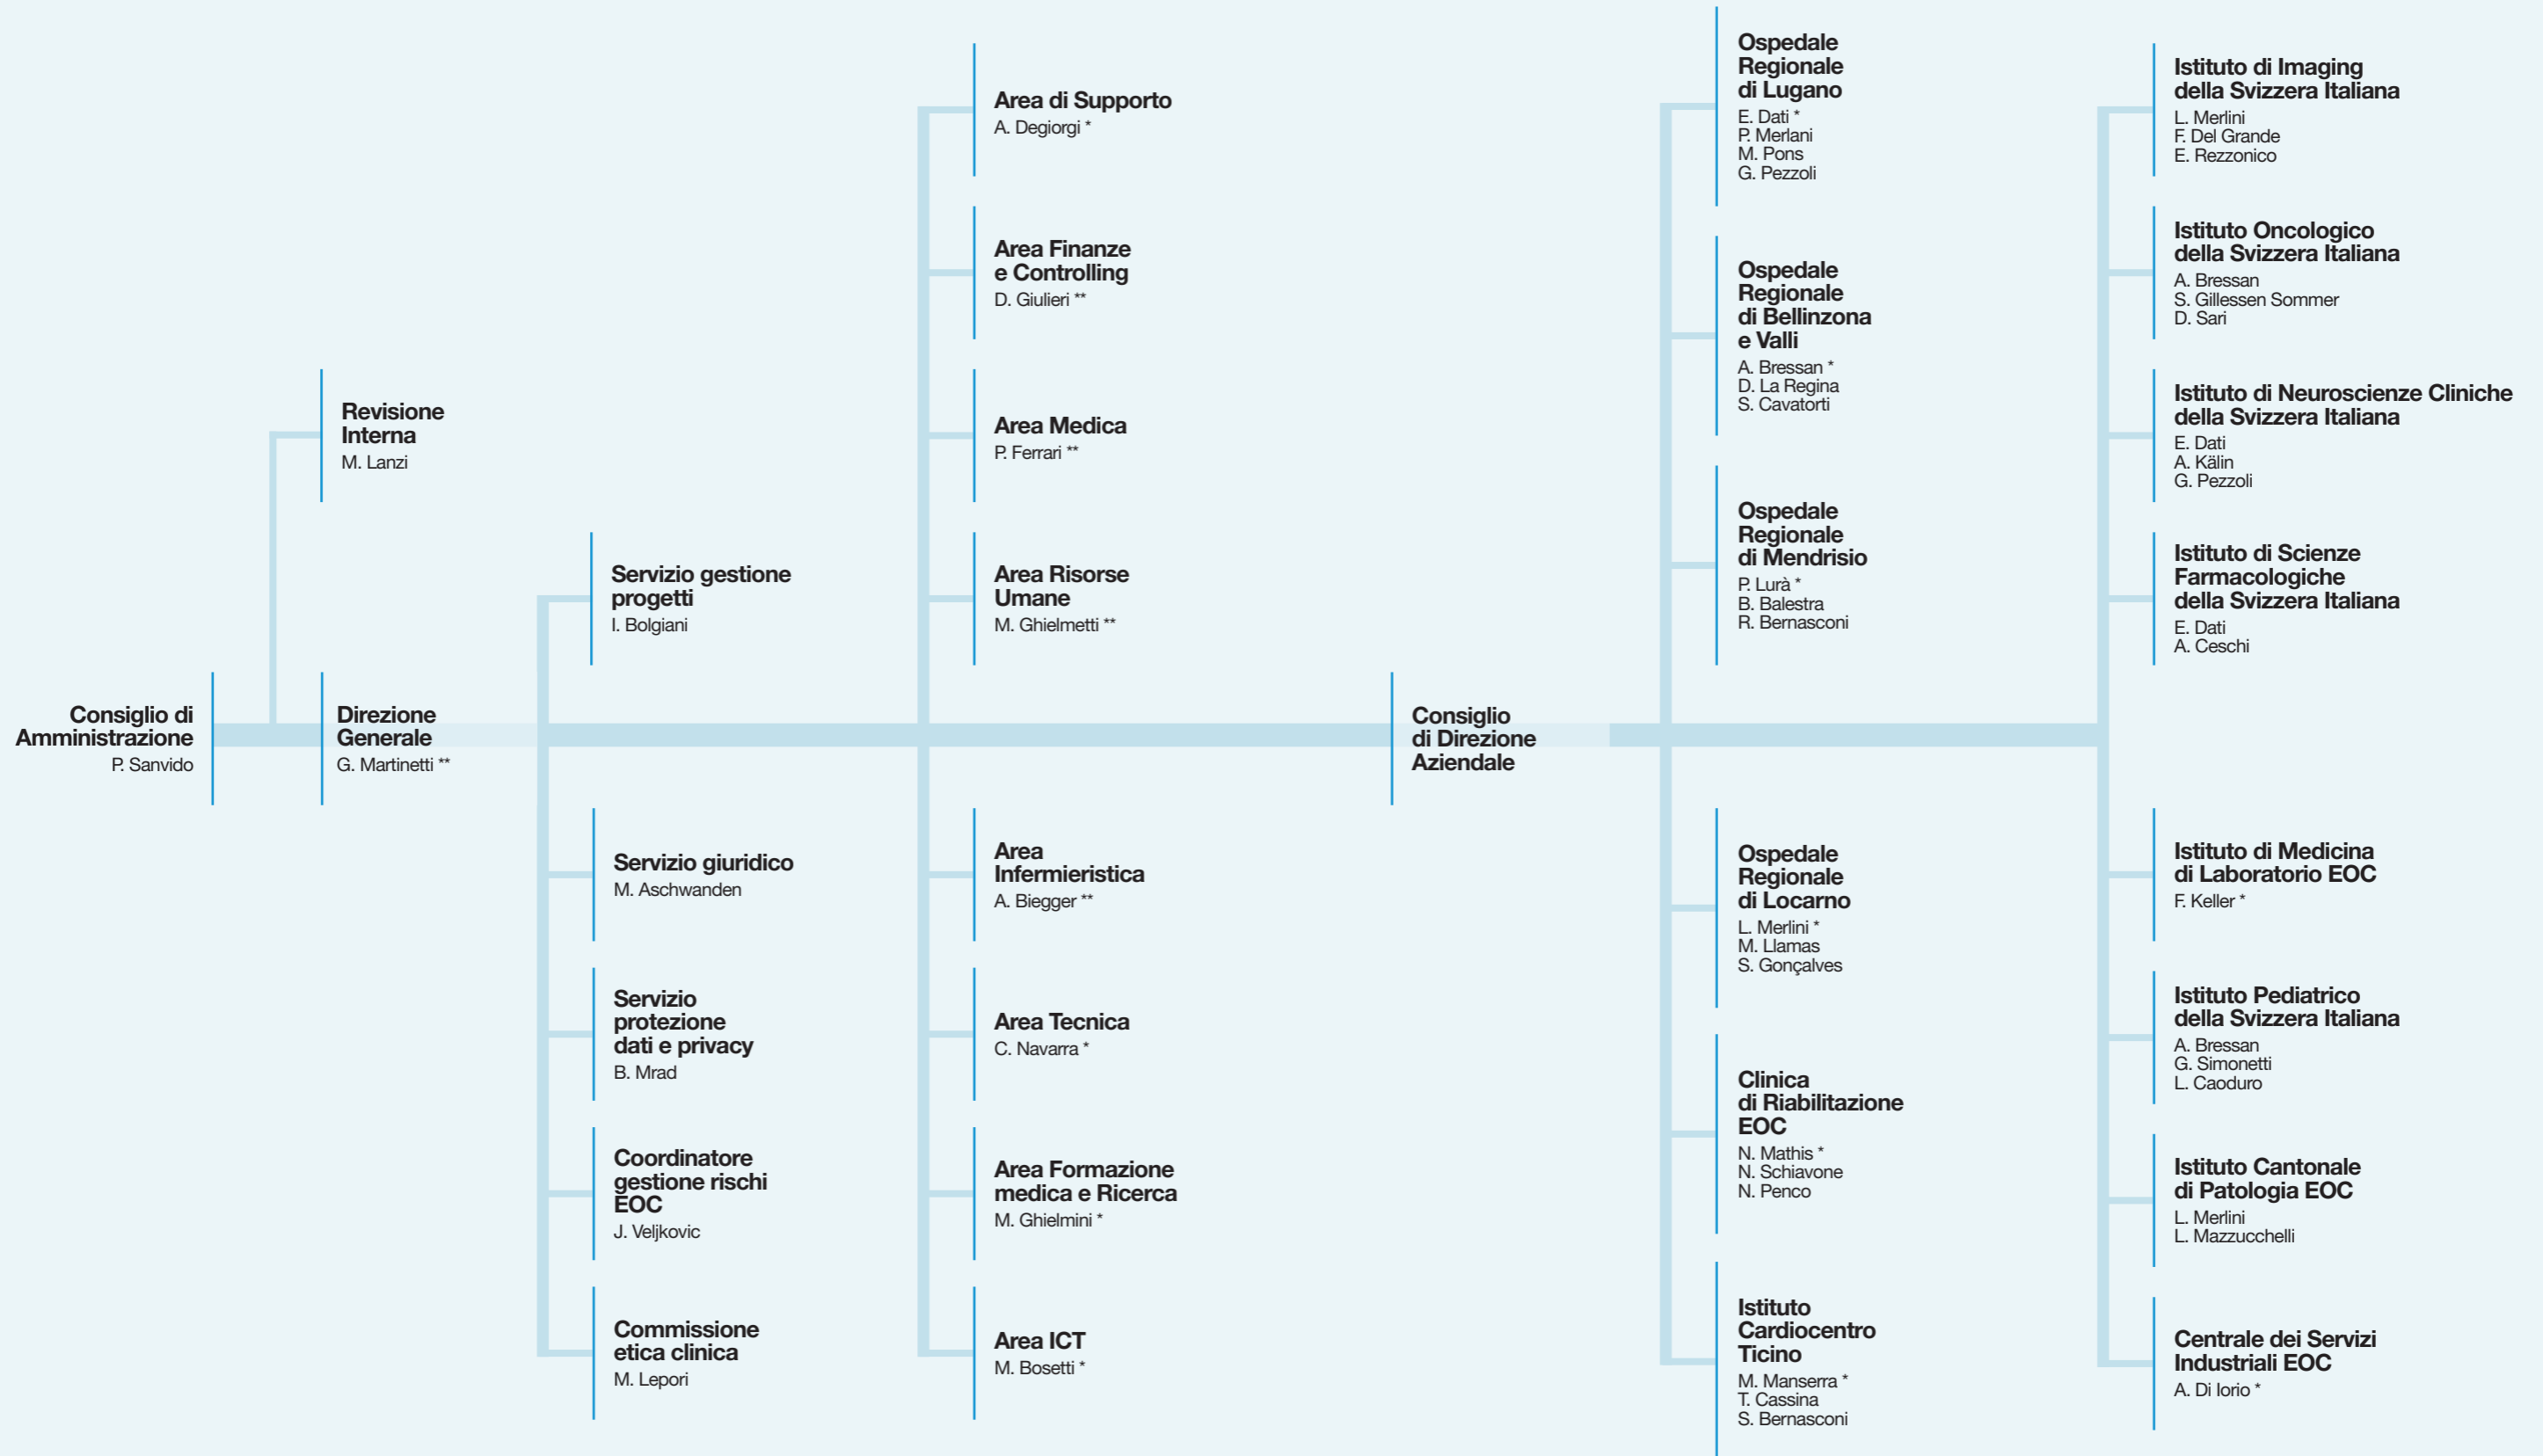 Consiglio di
Amministrazione
P. Sanvido
Revisione
Interna
M. Lanzi
Direzione
Generale
G. Martinetti **
Servizio gestione
progetti
I. Bolgiani
Servizio giuridico
M. Aschwanden
Servizio
protezione
dati e privacy
B. Mrad
Coordinatore
gestione rischi
EOC
J. Veljkovic
Commissione
etica clinica
M. Lepori
Area di Supporto
A. Degiorgi *
Area Finanze
e Controlling
D. Giulieri **
Area Medica
P. Ferrari **
Area Risorse
Umane
M. Ghielmetti **
Area
Infermieristica
A. Biegger **
Area Tecnica
C. Navarra *
Area Formazione
medica e Ricerca
M. Ghielmini *
Area ICT
M. Bosetti *
Consiglio
di Direzione
Aziendale
Ospedale
Regionale
di Lugano
E. Dati *
P. Merlani
M. Pons
G. Pezzoli
Ospedale
Regionale
di Bellinzona
e Valli
A. Bressan *
D. La Regina
S. Cavatorti
Ospedale
Regionale
di Mendrisio
P. Lurà *
B. Balestra
R. Bernasconi
Ospedale
Regionale
di Locarno
L. Merlini *
M. Llamas
S. Gonçalves
Clinica
di Riabilitazione
EOC
N. Mathis *
N. Schiavone
N. Penco
Istituto
Cardiocentro
Ticino
M. Manserra *
T. Cassina
S. Bernasconi
Istituto di Imaging
della Svizzera Italiana
L. Merlini
F. Del Grande
E. Rezzonico
Istituto Oncologico
della Svizzera Italiana
A. Bressan
S. Gillessen Sommer
D. Sari
Istituto di Neuroscienze Cliniche
della Svizzera Italiana
E. Dati
A. Kälin
G. Pezzoli
Istituto di Scienze
Farmacologiche
della Svizzera Italiana
E. Dati
A. Ceschi
Istituto di Medicina
di Laboratorio EOC
F. Keller *
Istituto Pediatrico
della Svizzera Italiana
A. Bressan
G. Simonetti
L. Caoduro
Istituto Cantonale
di Patologia EOC
L. Merlini
L. Mazzucchelli
Centrale dei Servizi
Industriali EOC
A. Di Iorio *